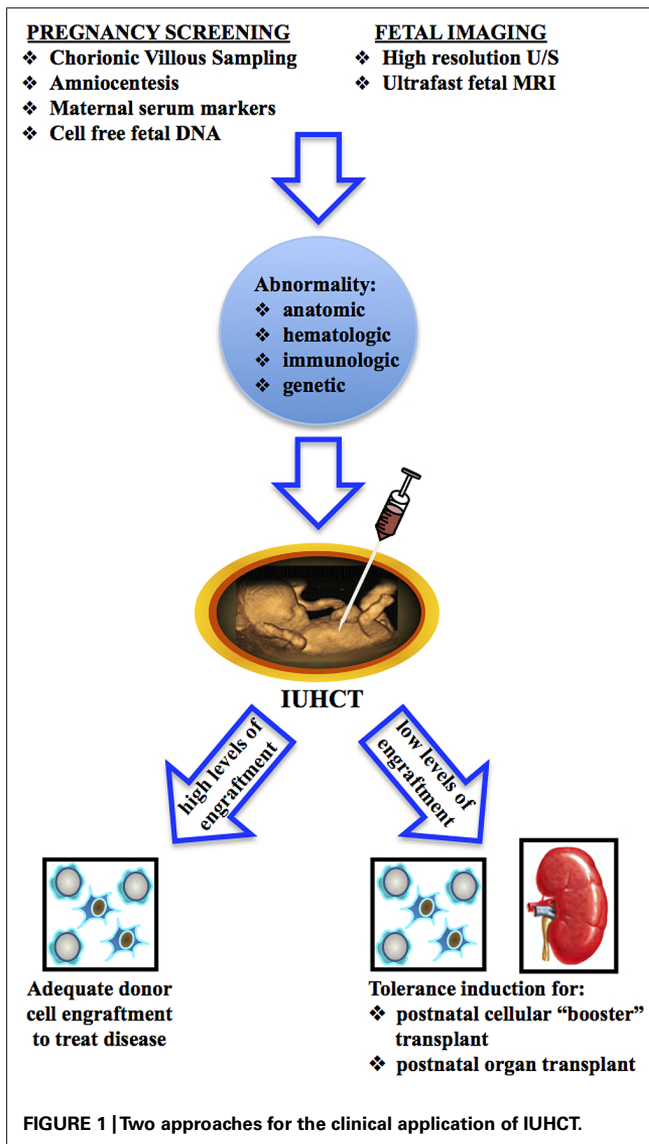 PREGNANCY SCREENING
❖ Chorionic Villous Sampling
❖ Amniocentesis
❖ Maternal serum markers
❖ Cell free fetal DNA
FETAL IMAGING
❖ High resolution U/S
❖ Ultrafast fetal MRI
Abnormality:
❖ anatomic
❖ hematologic
❖ immunologic
❖ genetic
IUHCT
high levels of
engraftment
low levels of
engraftment
Adequate donor
cell engraftment
to treat disease
Tolerance induction for:
❖ postnatal cellular “booster”
transplant
❖ postnatal organ transplant
FIGURE 1 | Two approaches for the clinical application of IUHCT.